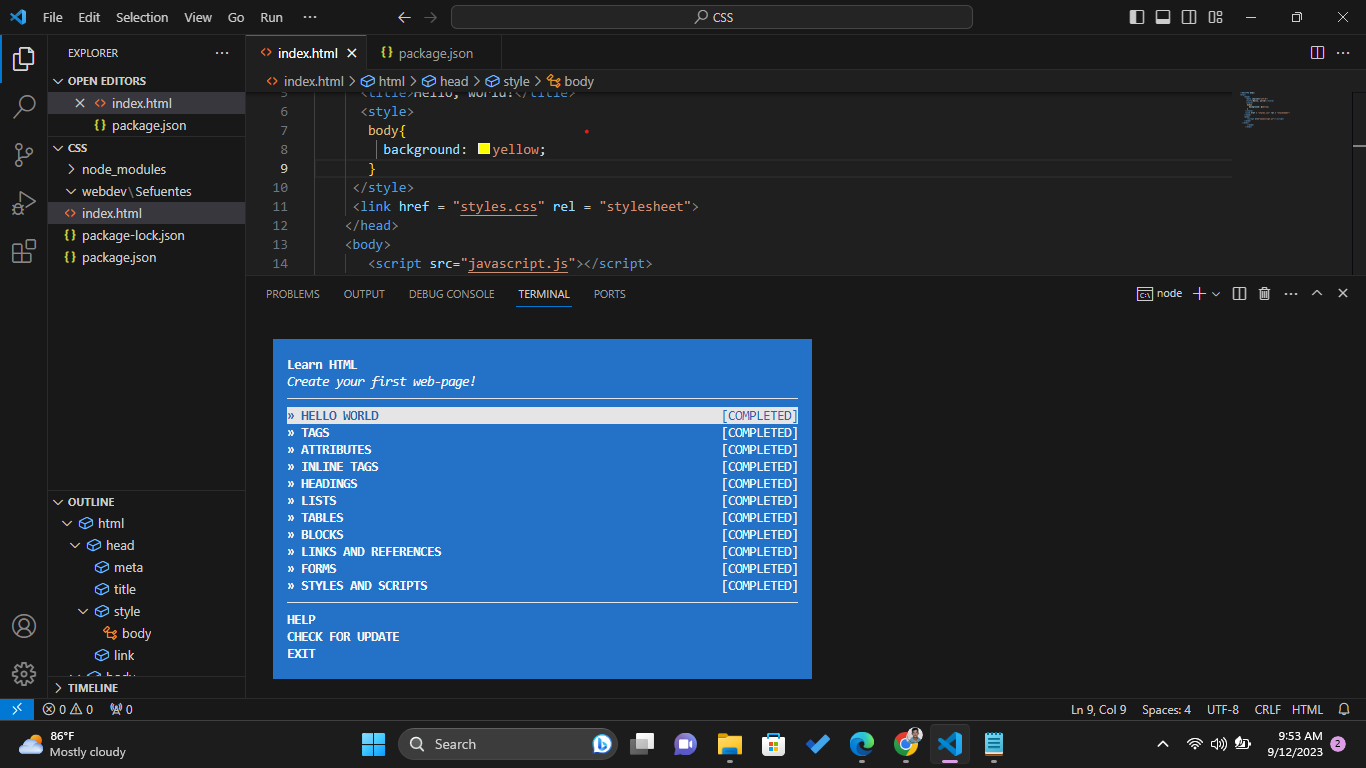 File Edit Selection View Go Run ···
CSS
EXPLORER ···
OPEN EDITORS
index.html
package.json
CSS
node_modules
webdev\Sefuentes
index.html
package-lock.json
package.json
OUTLINE
html
head
meta
title
style
body
link
body
TIMELINE
index.html
package.json
index.html > html > head > style > body
5 <title>Hello, World!</title>
6 <style>
7 body{
8 background: yellow;
9 }
10 </style>
11 <link href = "styles.css" rel = "stylesheet">
12 </head>
13 <body>
14 <script src="javascript.js"></script>
PROBLEMS OUTPUT DEBUG CONSOLE TERMINAL PORTS
node
Learn HTML
Create your first web-page!
» HELLO WORLD [COMPLETED]
» TAGS [COMPLETED]
» ATTRIBUTES [COMPLETED]
» INLINE TAGS [COMPLETED]
» HEADINGS [COMPLETED]
» LISTS [COMPLETED]
» TABLES [COMPLETED]
» BLOCKS [COMPLETED]
» LINKS AND REFERENCES [COMPLETED]
» FORMS [COMPLETED]
» STYLES AND SCRIPTS [COMPLETED]
HELP
CHECK FOR UPDATE
EXIT
0 0 0
Ln 9, Col 9 Spaces: 4 UTF-8 CRLF HTML
86°F
Mostly cloudy
Search
9:53 AM
9/12/2023
2